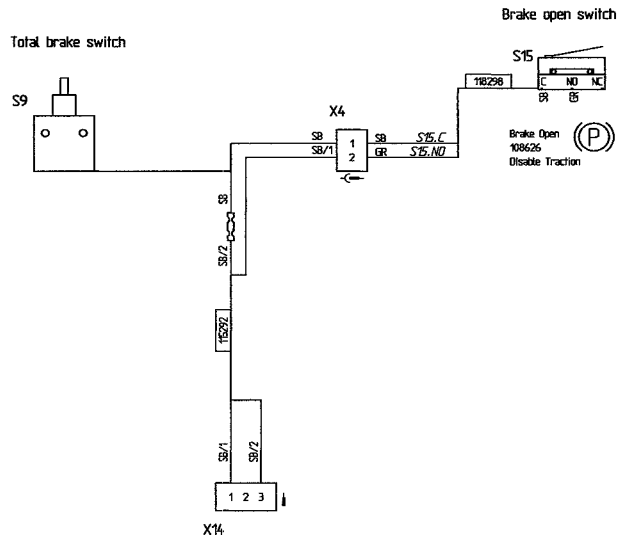 Brake open switch
Total brake switch
S15
118298
C NO NC
SB
S9
X4
SB 1 SB S15.C
SB/1 2 GR S15.NO
Brake Open
108626
Disable Traction
(P)
SB
SB/2
115292
SB/1
SB/2
1 2 3
X14